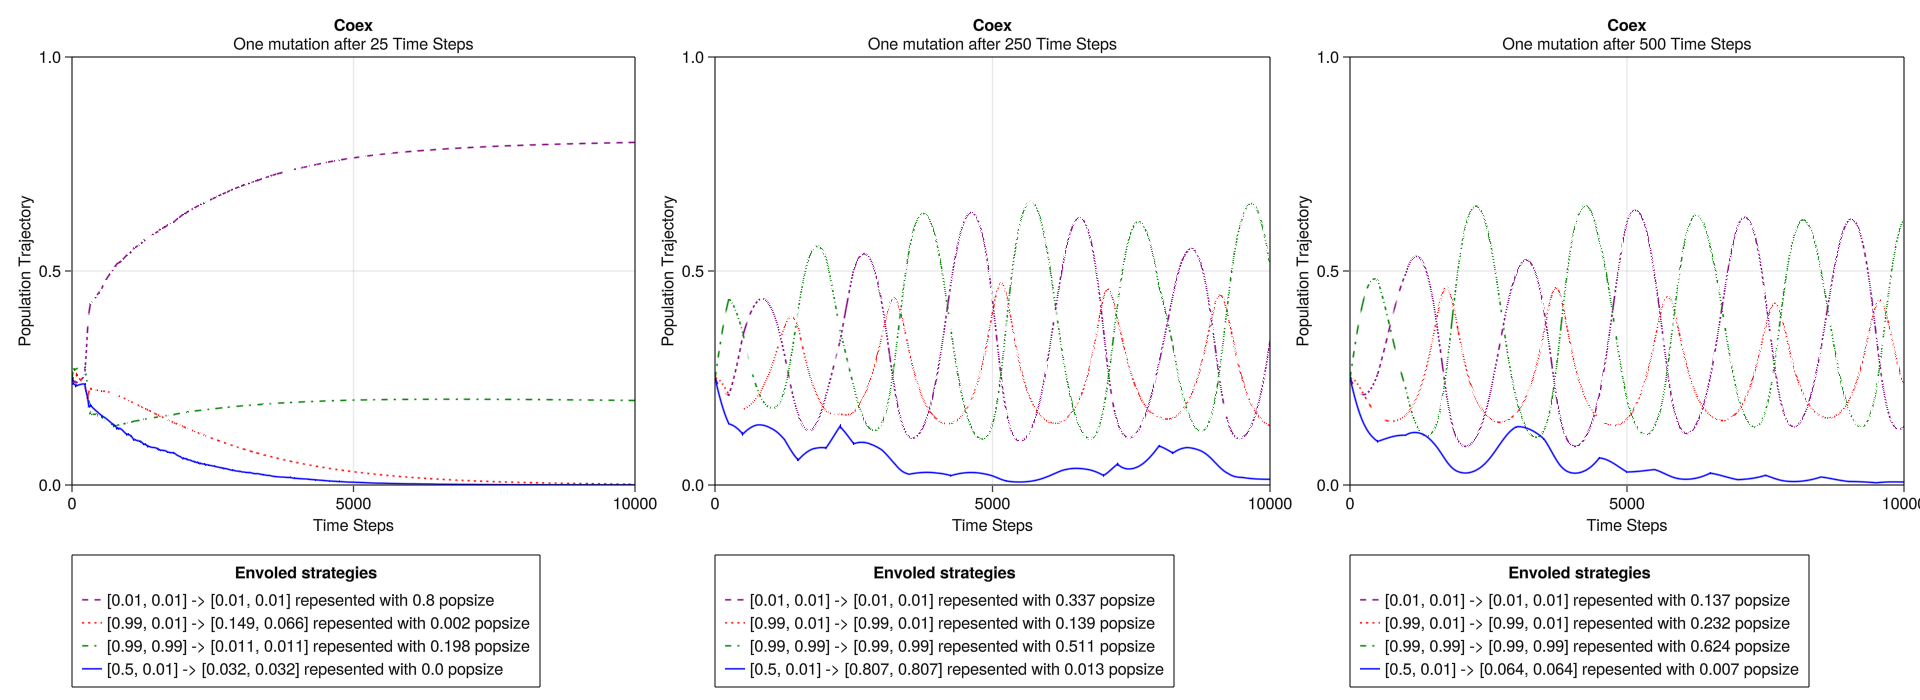 Coex
One mutation after 25 Time Steps
1.0
0.5
0.0
Population Trajectory
0
5000
10000
Time Steps
Envoled strategies
[0.01, 0.01] -> [0.01, 0.01] repesented with 0.8 popsize
[0.99, 0.01] -> [0.149, 0.066] repesented with 0.002 popsize
[0.99, 0.99] -> [0.011, 0.011] repesented with 0.198 popsize
[0.5, 0.01] -> [0.032, 0.032] repesented with 0.0 popsize
Coex
One mutation after 250 Time Steps
1.0
0.5
0.0
Population Trajectory
0
5000
10000
Time Steps
Envoled strategies
[0.01, 0.01] -> [0.01, 0.01] repesented with 0.337 popsize
[0.99, 0.01] -> [0.99, 0.01] repesented with 0.139 popsize
[0.99, 0.99] -> [0.99, 0.99] repesented with 0.511 popsize
[0.5, 0.01] -> [0.807, 0.807] repesented with 0.013 popsize
Coex
One mutation after 500 Time Steps
1.0
0.5
0.0
Population Trajectory
0
5000
10000
Time Steps
Envoled strategies
[0.01, 0.01] -> [0.01, 0.01] repesented with 0.137 popsize
[0.99, 0.01] -> [0.99, 0.01] repesented with 0.232 popsize
[0.99, 0.99] -> [0.99, 0.99] repesented with 0.624 popsize
[0.5, 0.01] -> [0.064, 0.064] repesented with 0.007 popsize